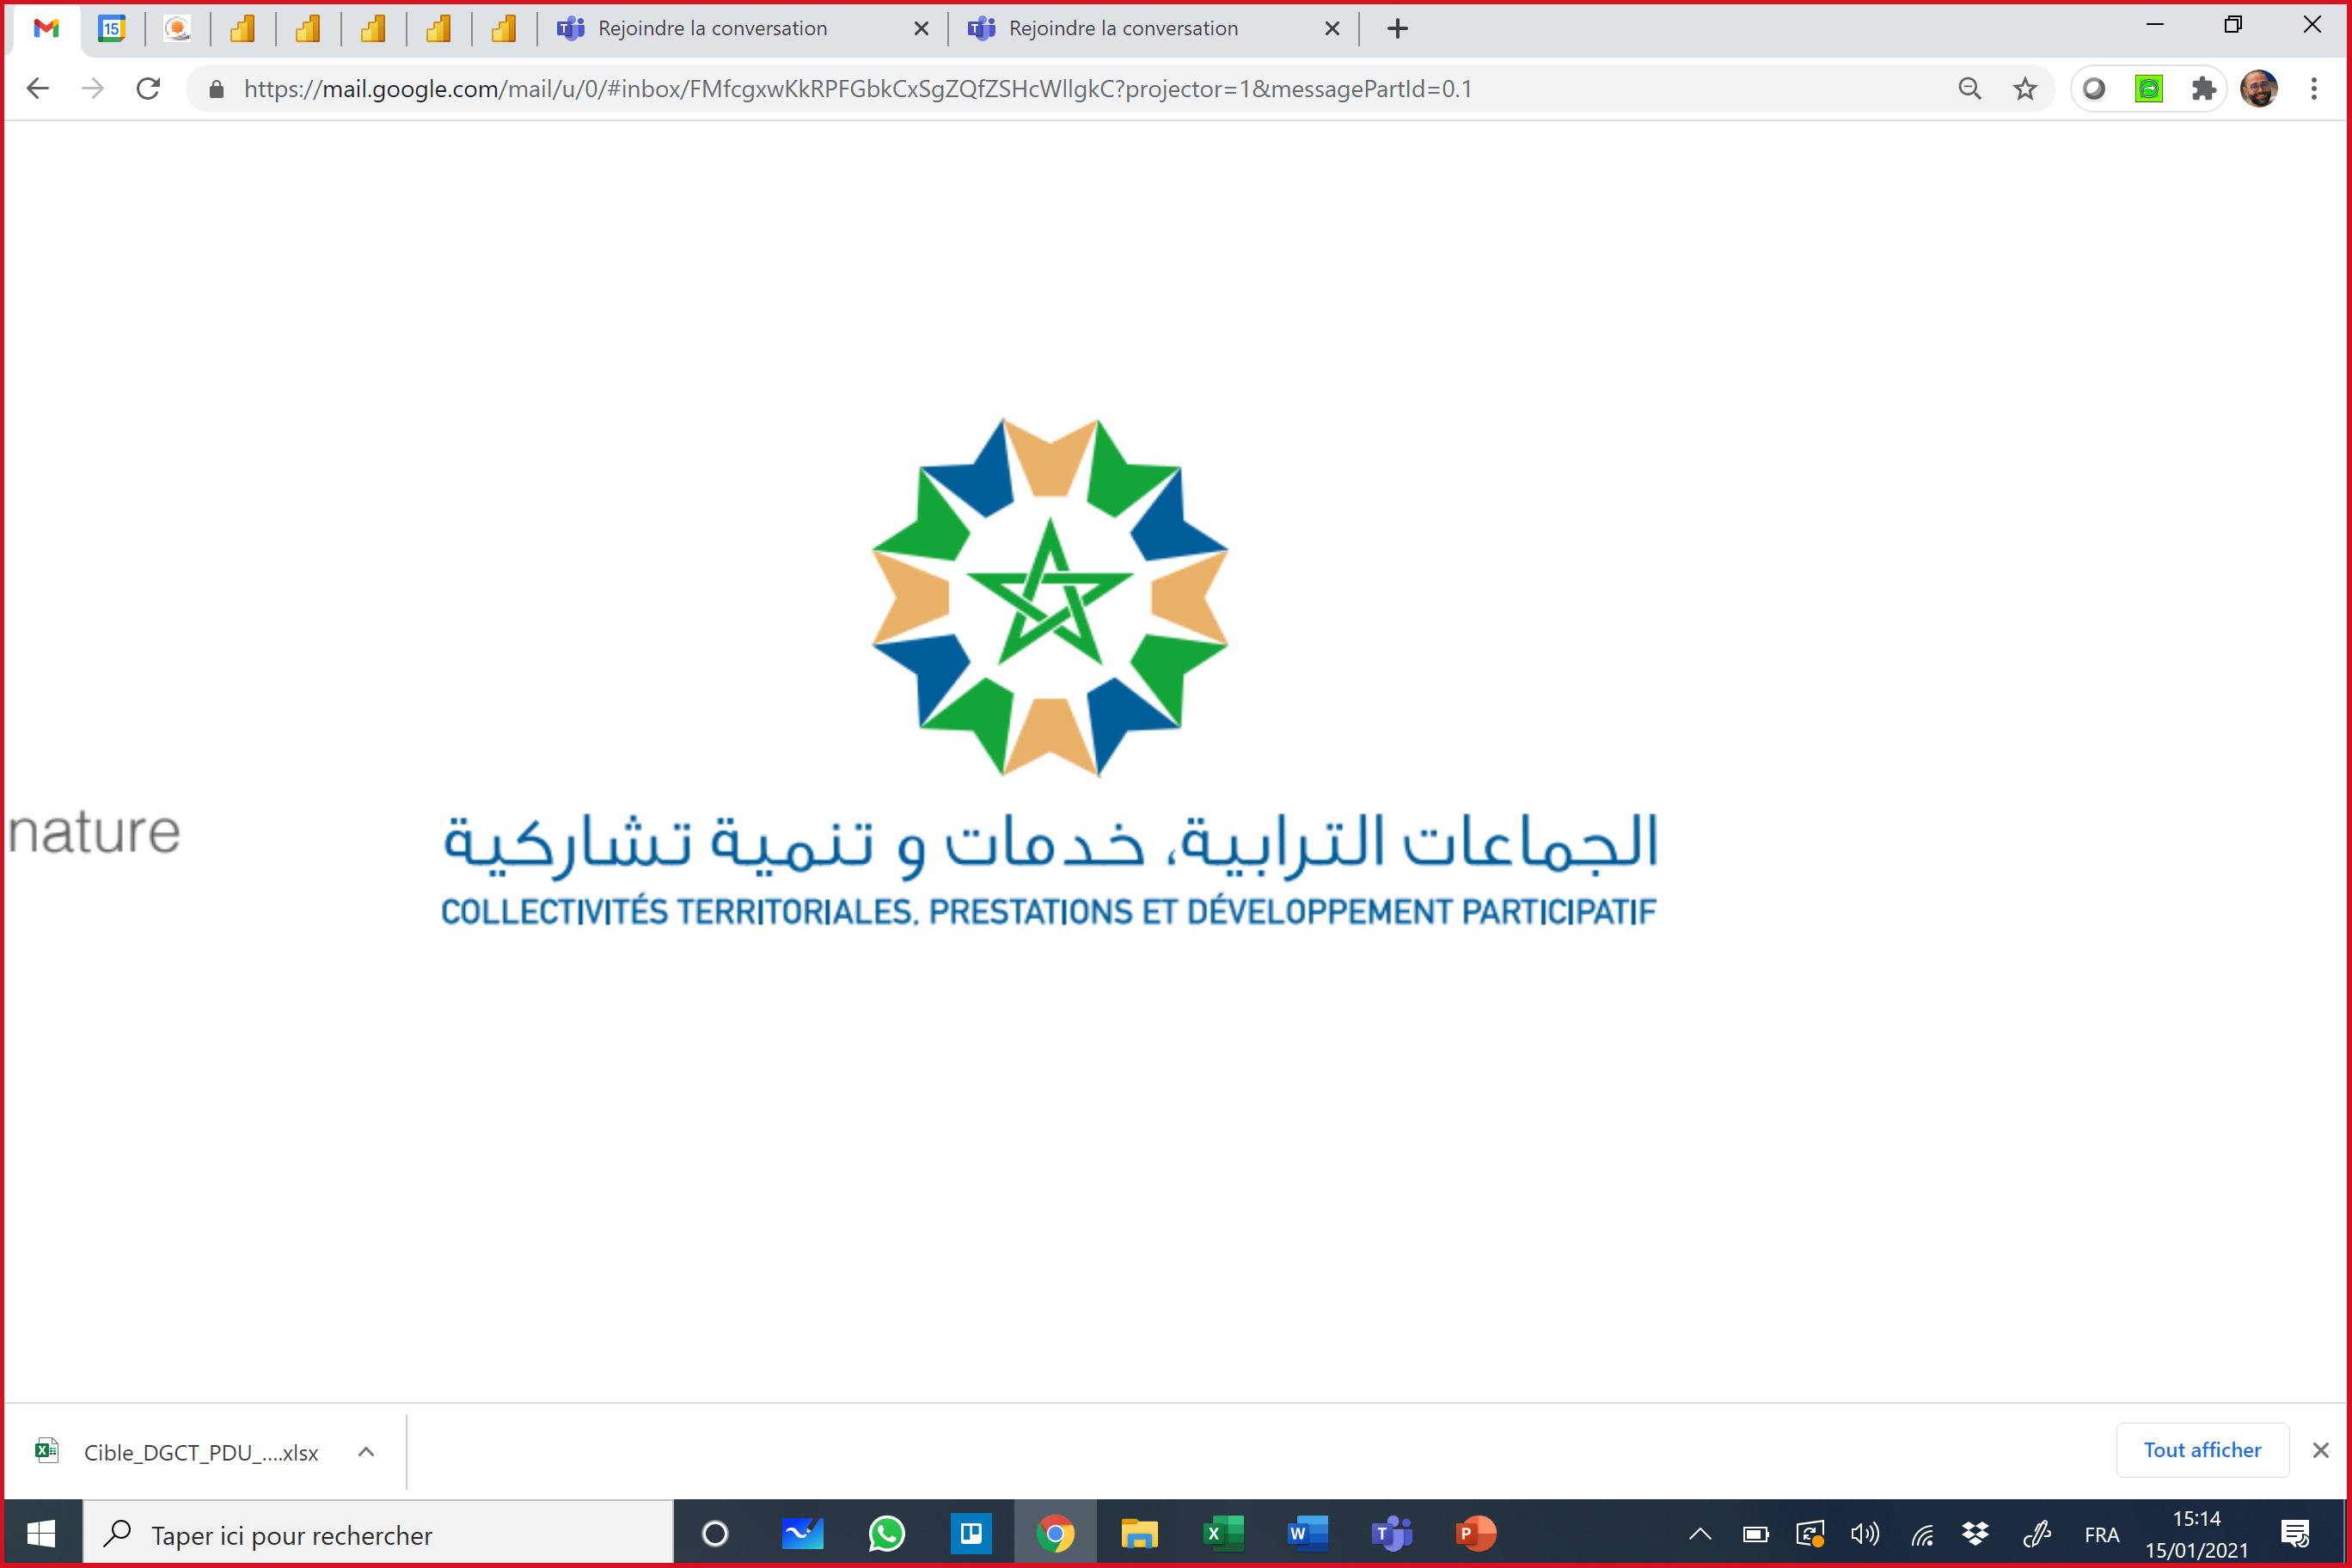 15
Rejoindre la conversation
Rejoindre la conversation
https://mail.google.com/mail/u/0/#inbox/FMfcgxwKkRPFGbkCxSgZQfZSHcWllgkC?projector=1&messagePartId=0.1
nature
الجماعات الترابية، خدمات و تنمية تشاركية
COLLECTIVITÉS TERRITORIALES, PRESTATIONS ET DÉVELOPPEMENT PARTICIPATIF
Cible_DGCT_PDU_....xlsx
Tout afficher
Taper ici pour rechercher
FRA
15:14
15/01/2021